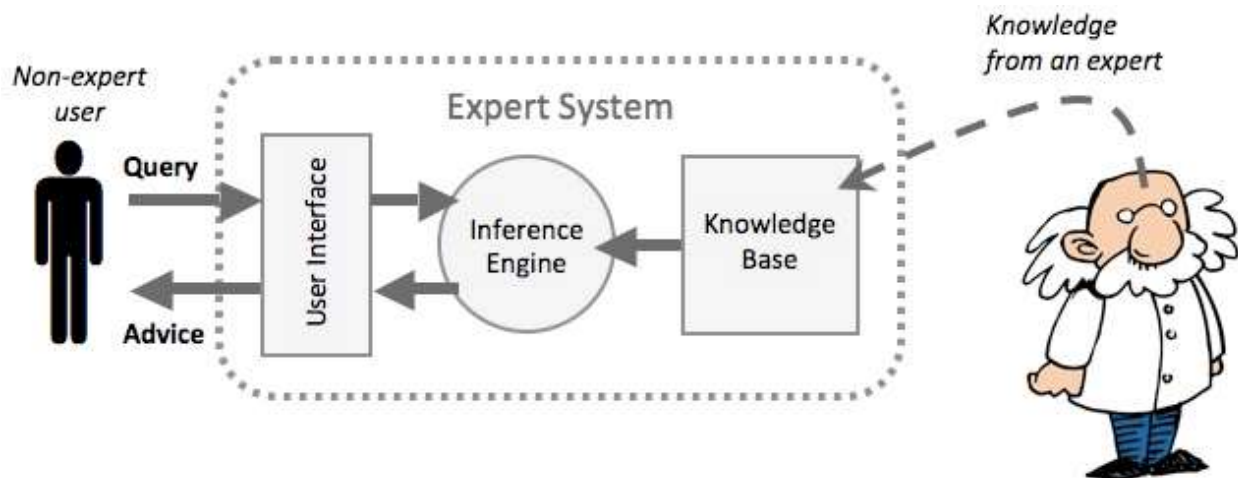 Knowledge
from an expert
Non-expert
user
Expert System
Query
User Interface
Inference
Engine
Knowledge
Base
Advice